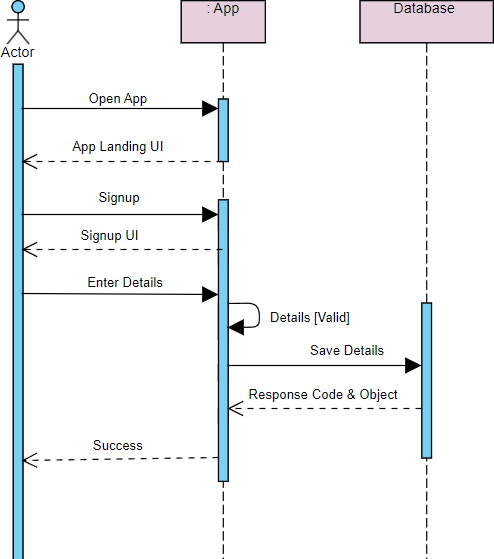 : App
Database
Actor
Open App
App Landing UI
Signup
Signup UI
Enter Details
Details [Valid]
Save Details
Response Code & Object
Success